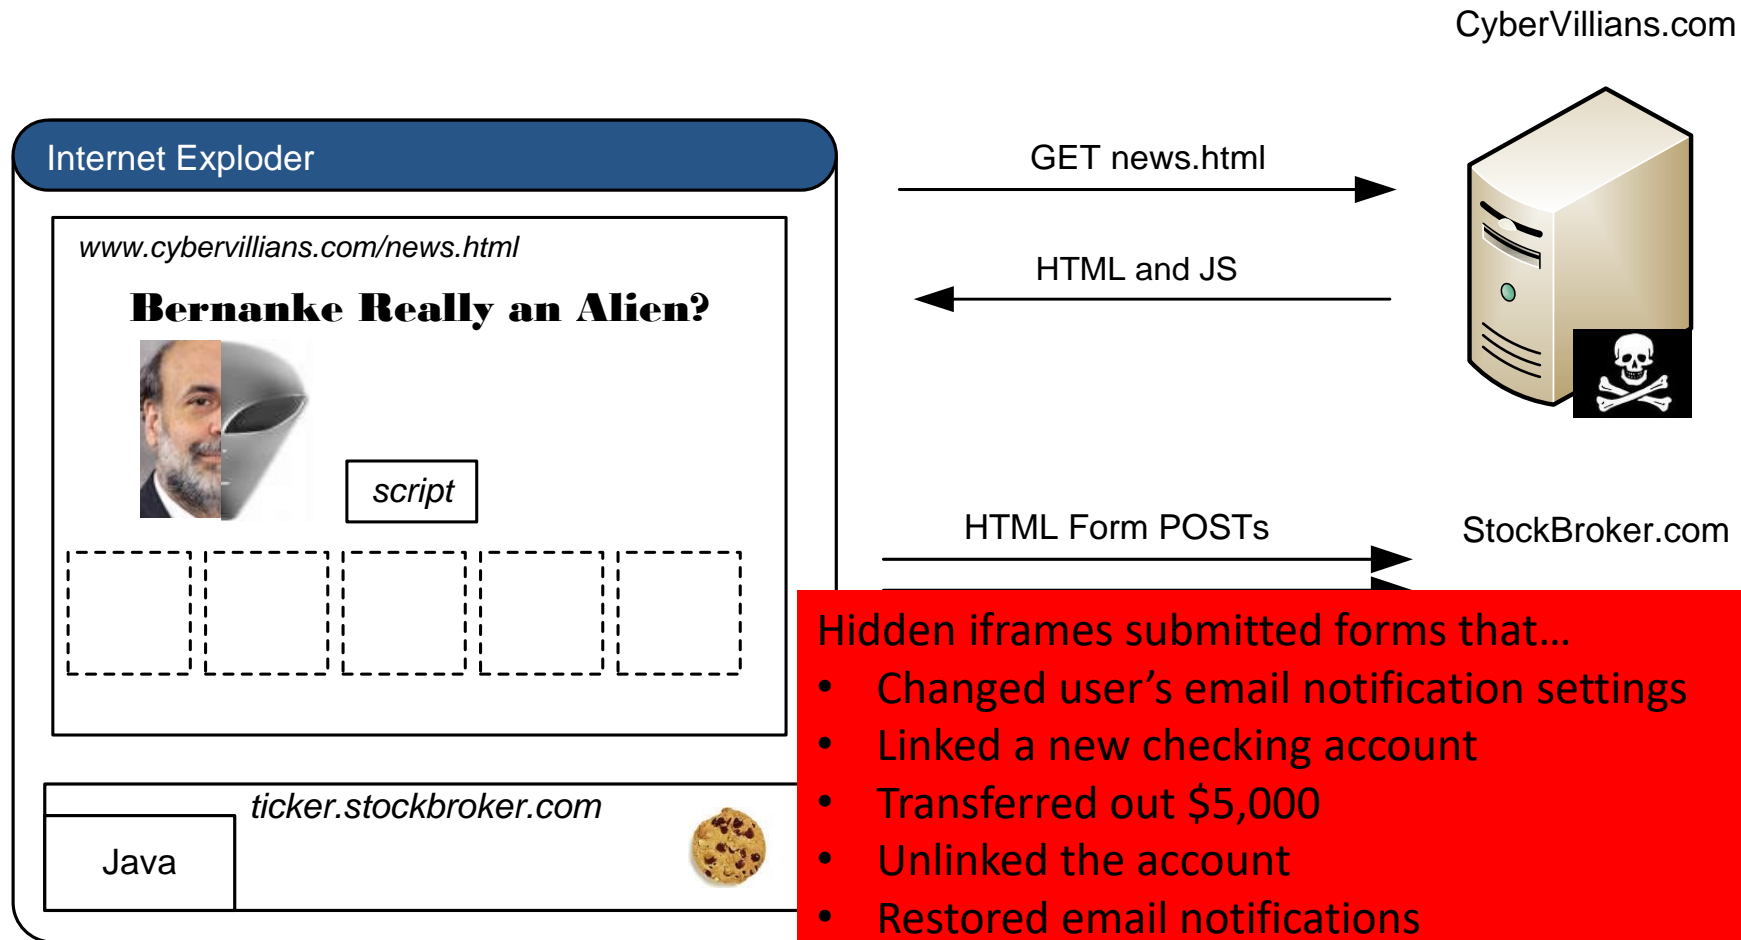 CyberVillians.com
Internet Exploder
GET news.html
www.cybervillians.com/news.html
HTML and JS
Bernanke Really an Alien?
script
HTML Form POSTs
StockBroker.com
Hidden iframes submitted forms that…
• Changed user’s email notification settings
• Linked a new checking account
• Transferred out $5,000
• Unlinked the account
• Restored email notifications
ticker.stockbroker.com
Java